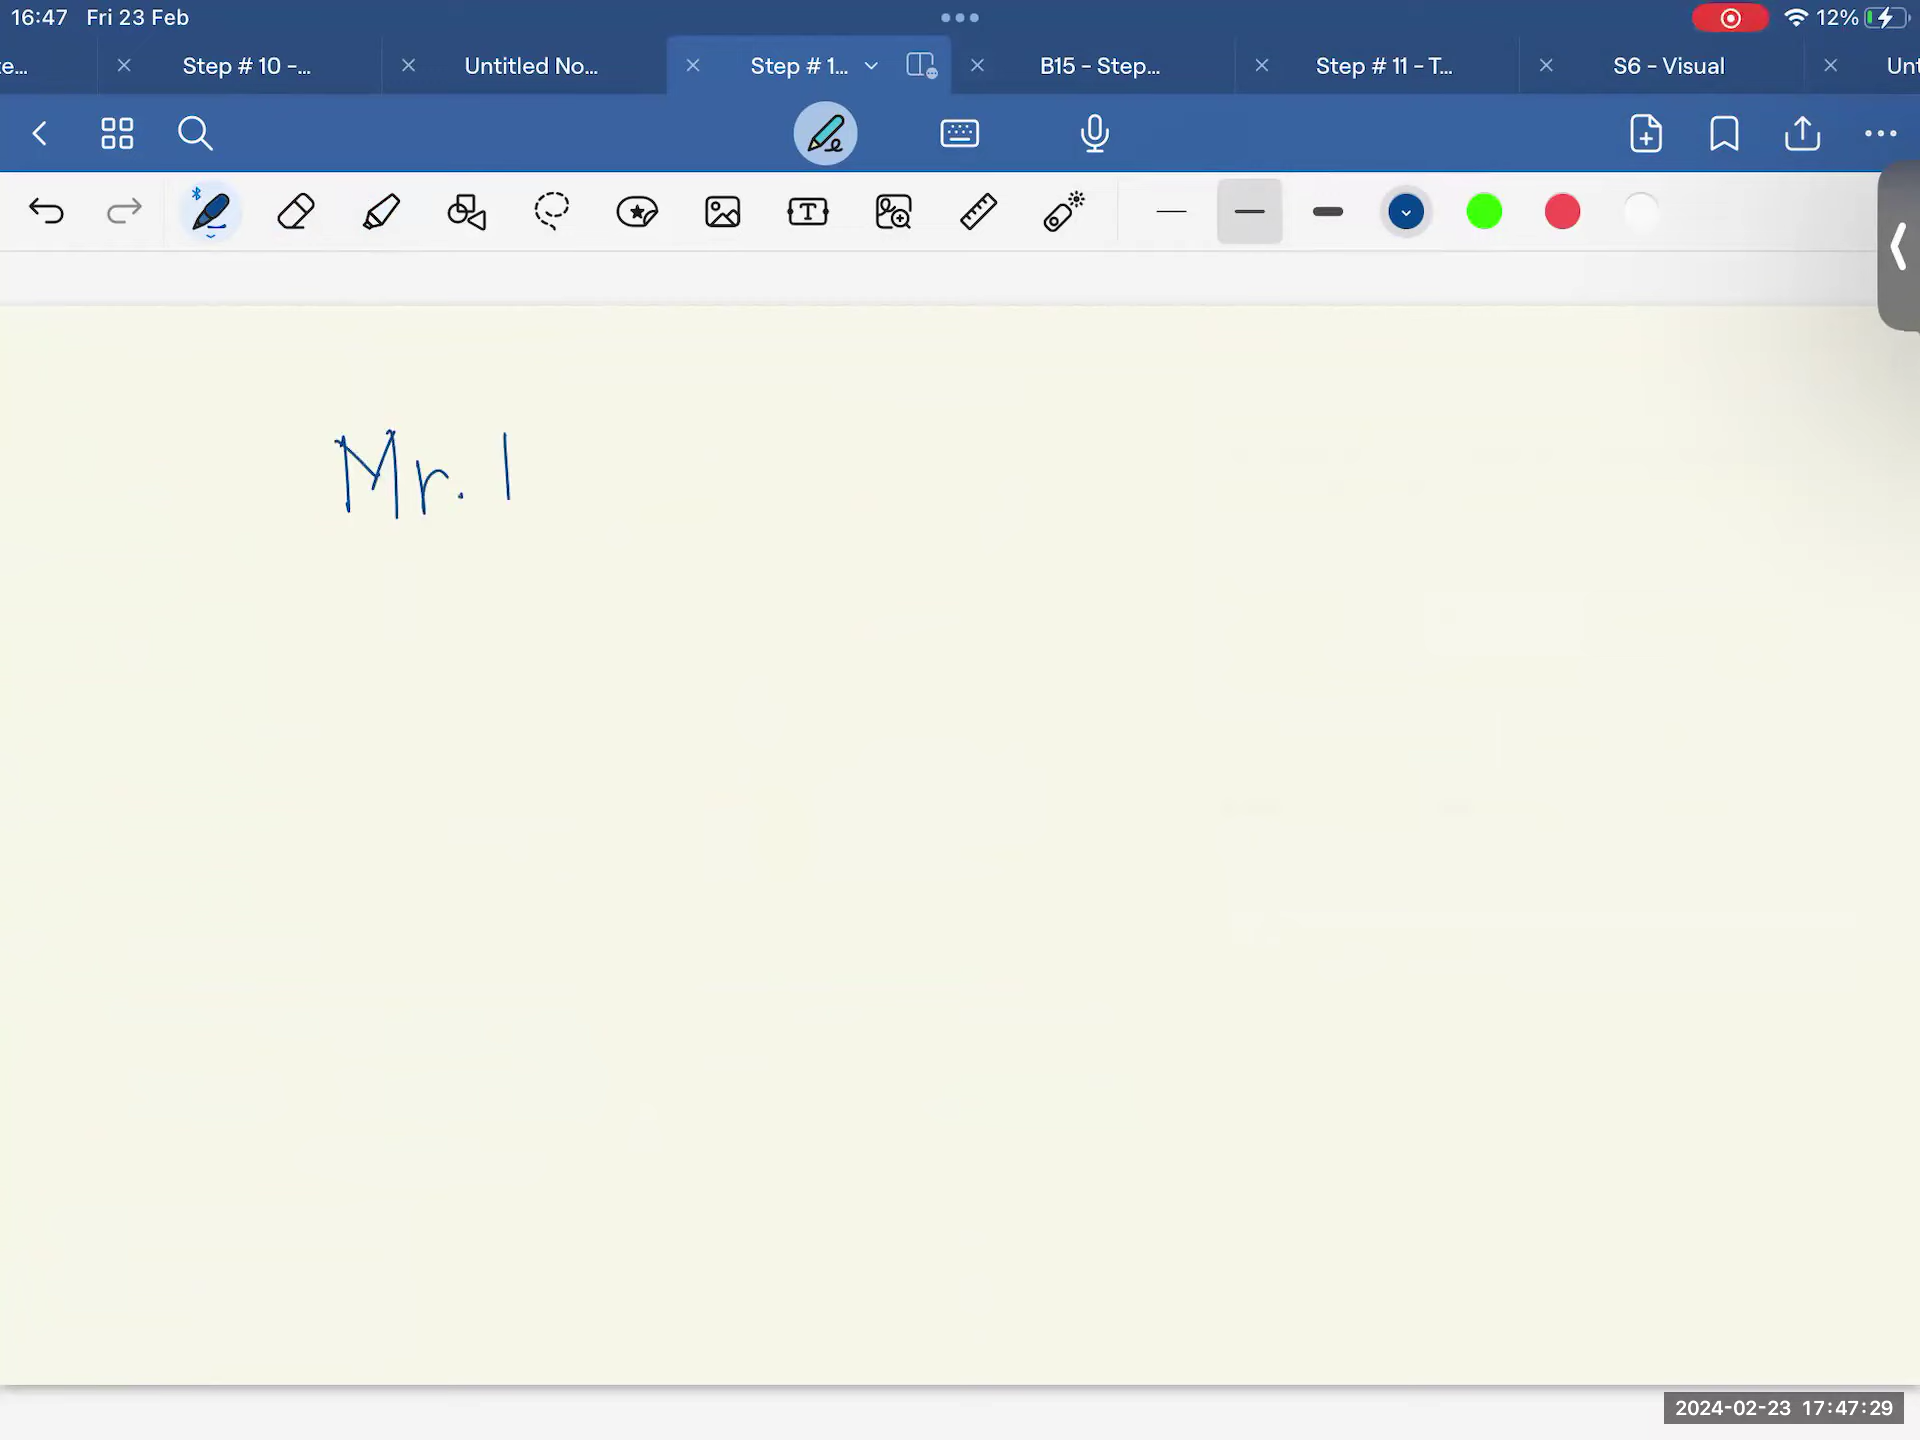 16:47 Fri 23 Feb 12%
e... Step # 10 -... Untitled No... Step # 1... B15 - Step... Step # 11 - T... S6 - Visual Unt
T
Mr. I
2024-02-23 17:47:29